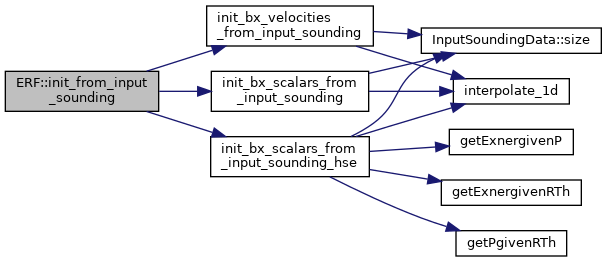 ERF::init_from_input
_sounding
init_bx_velocities
_from_input_sounding
init_bx_scalars_from
_input_sounding
init_bx_scalars_from
_input_sounding_hse
InputSoundingData::size
interpolate_1d
getExnergivenP
getExnergivenRTh
getPgivenRTh